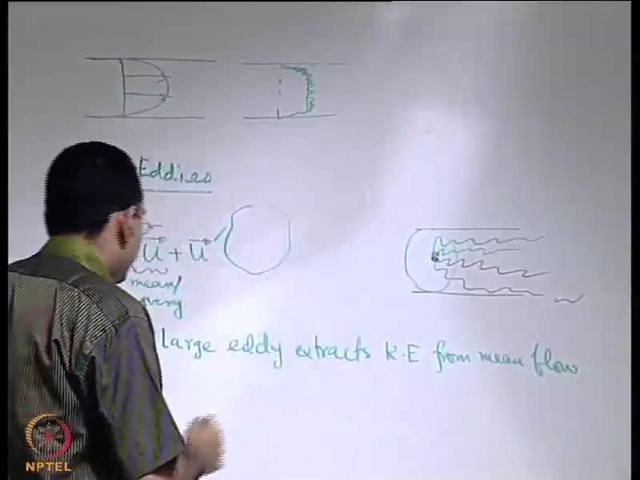 Eddies
U + u'
mean/
Large eddy extracts K.E from mean flow
NPTEL